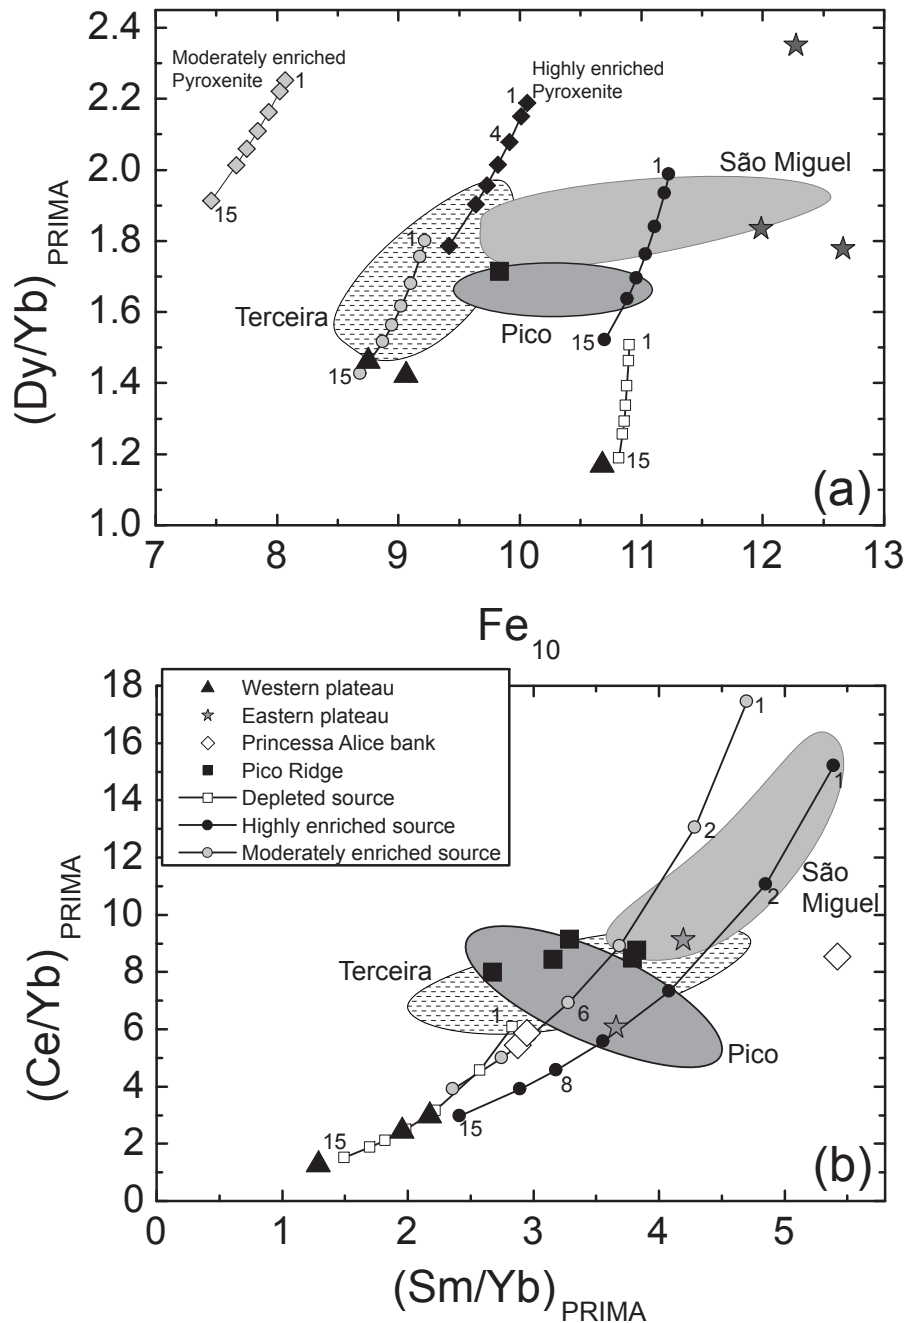 2.4
2.2
2.0
1.8
1.6
1.4
1.2
1.0
(Dy/Yb) PRIIMA
Moderately enriched
Pyroxenite
1
15
Highly enriched
Pyroxenite
1
4
São Miguel
1
1
Terceira
Pico
15
15
1
15
(a)
7 8 9 10 11 12 13
Fe10
18
16
14
12
10
8
6
4
2
0
(Ce/Yb) PRIMA
Western plateau
Eastern plateau
Princessa Alice bank
Pico Ridge
Depleted source
Highly enriched source
Moderately enriched source
1
1
2
São
Miguel
2
Terceira
1
6
Pico
8
15
15
(b)
0 1 2 3 4 5
(Sm/Yb) PRIMA